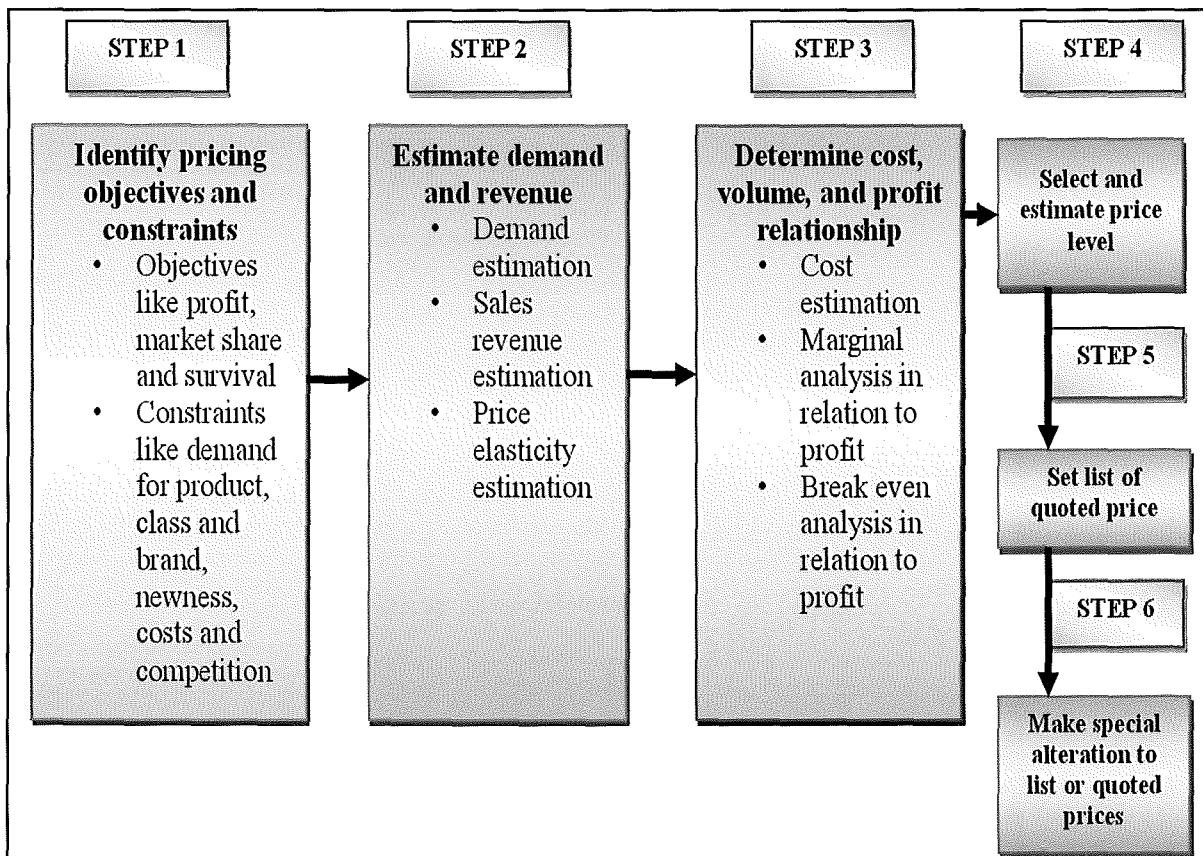 STEP 1
Identify pricing
objectives and
constraints
• Objectives
like profit,
market share
and survival
• Constraints
like demand
for product,
class and
brand,
newness,
costs and
competition
STEP 2
Estimate demand
and revenue
• Demand
estimation
• Sales
revenue
estimation
• Price
elasticity
estimation
STEP 3
Determine cost,
volume, and profit
relationship
• Cost
estimation
• Marginal
analysis in
relation to
profit
• Break even
analysis in
relation to
profit
STEP 4
Select and
estimate price
level
STEP 5
Set list of
quoted price
STEP 6
Make special
alteration to
list or quoted
prices